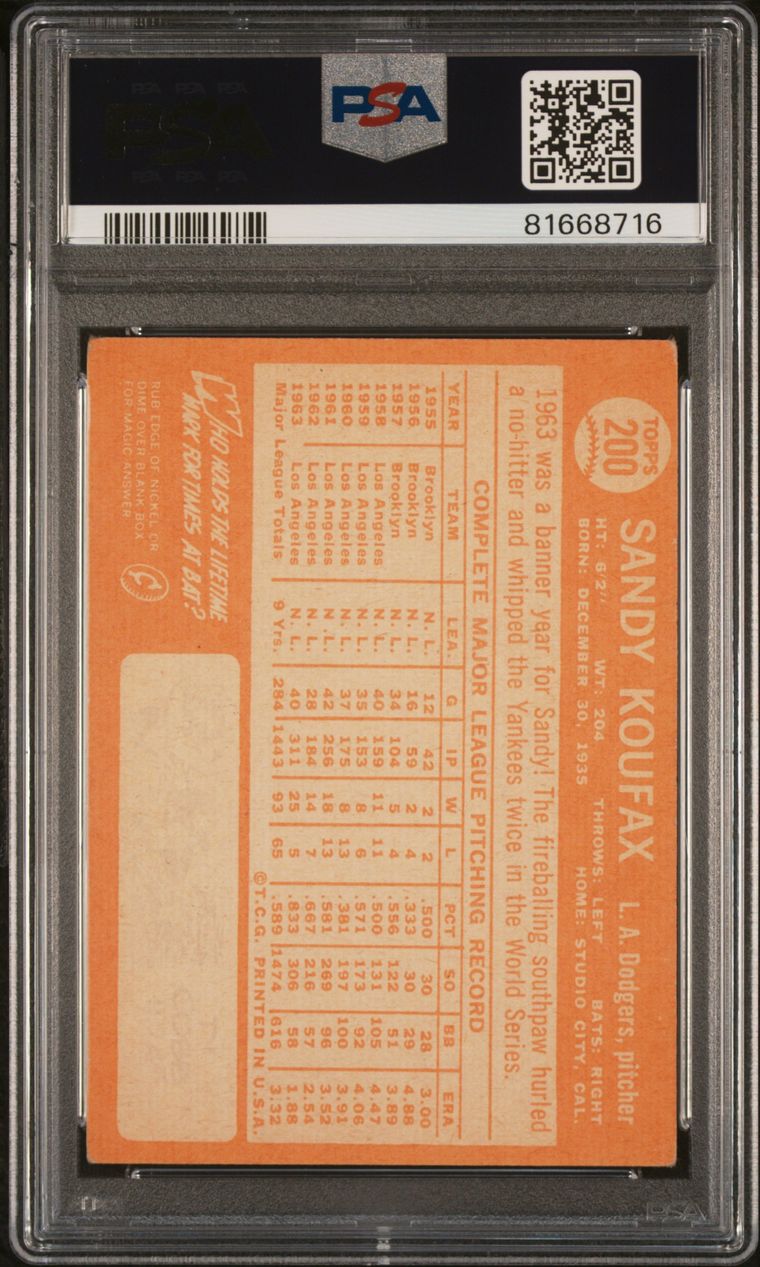 PSA PSA PSA
PSA
PSA PSA PSA
PSA
81668716
TOPPS
200
SANDY KOUFAX L. A. Dodgers, pitcher
HT: 6'2" WT: 204 THROWS: LEFT BATS: RIGHT
BORN: DECEMBER 30, 1935 HOME: STUDIO CITY, CAL.
1963 was a banner year for Sandy! The fireballing southpaw hurled
a no-hitter and whipped the Yankees twice in the World Series.
COMPLETE MAJOR LEAGUE PITCHING RECORD
YEAR TEAM LEA. G IP W L PCT SO BB ERA
1955 Brooklyn N. L. 12 42 2 2 .500 30 28 3.00
1956 Brooklyn N. L. 16 59 2 4 .333 30 29 4.88
1957 Brooklyn N. L. 34 104 5 4 .556 122 51 3.89
1958 Los Angeles N. L. 40 159 11 11 .500 131 105 4.47
1959 Los Angeles N. L. 35 153 8 6 .571 173 92 4.06
1960 Los Angeles N. L. 37 175 8 13 .381 197 100 3.91
1961 Los Angeles N. L. 42 256 18 13 .581 269 96 3.52
1962 Los Angeles N. L. 28 184 14 7 .667 216 57 2.54
1963 Los Angeles N. L. 40 311 25 5 .833 306 58 1.88
Major League Totals 9 Yrs. 284 1443 93 65 .589 1474 616 3.32
©T.C.G. PRINTED IN U.S.A.
WHO HOLDS THE LIFETIME
MARK FOR TIMES AT BAT?
RUB EDGE OF NICKEL OR
DIME OVER BLANK BOX
FOR MAGIC ANSWER
PSA